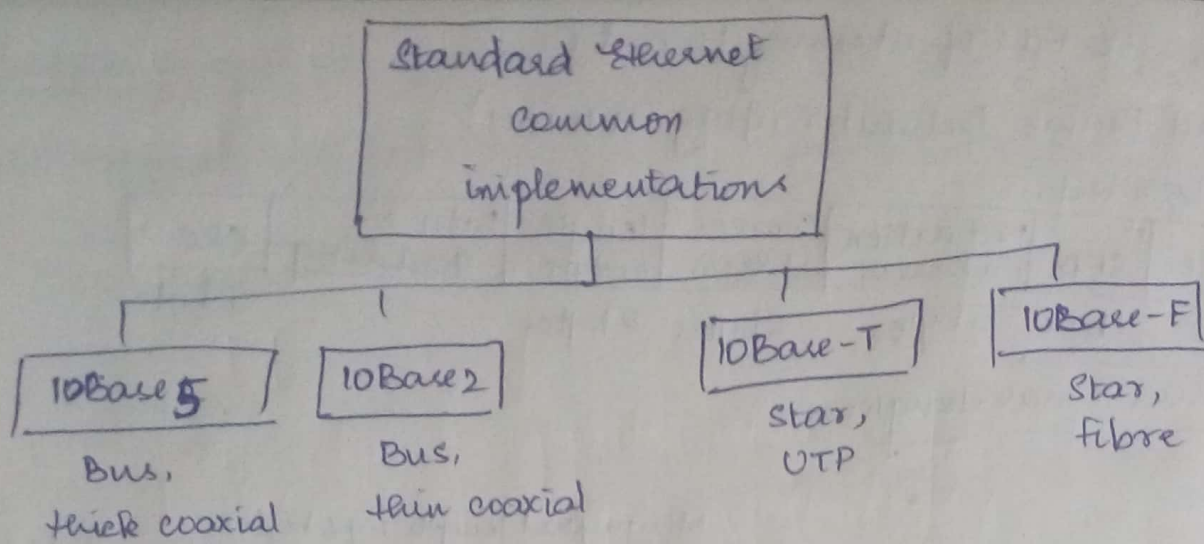 Standard Ethernet
common
implementations
10Base5
10Base2
10Base-T
10Base-F
Bus,
thick coaxial
Bus,
thin coaxial
Star,
UTP
Star,
fibre